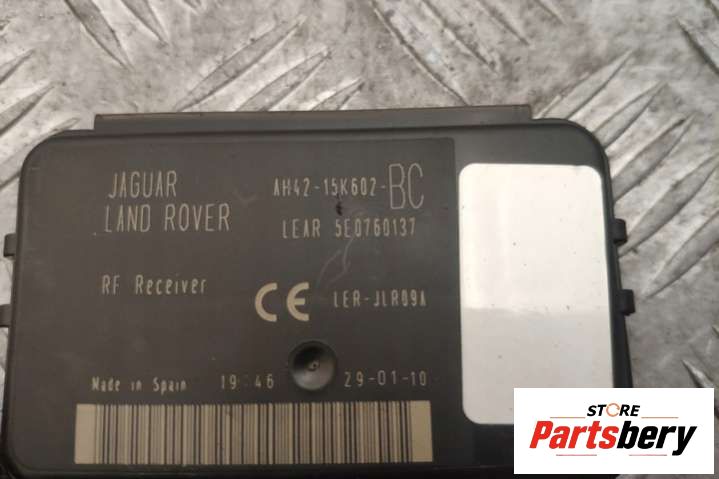 JAGUAR
LAND ROVER
AH42-15K602-BC
LEAR 5E0760137
RF Receiver
CE
LER-JLR09A
Made in Spain
19:46
29-01-10
STORE
Partsbery